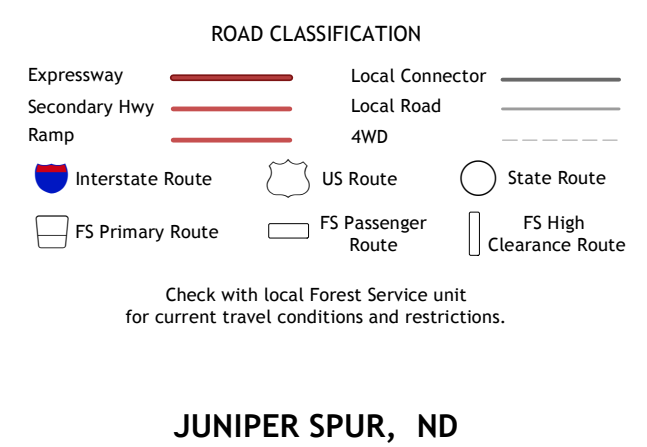 ROAD CLASSIFICATION
Expressway
Local Connector
Secondary Hwy
Local Road
Ramp
4WD
Interstate Route
US Route
State Route
FS Primary Route
FS Passenger
Route
FS High
Clearance Route
Check with local Forest Service unit
for current travel conditions and restrictions.
JUNIPER SPUR, ND